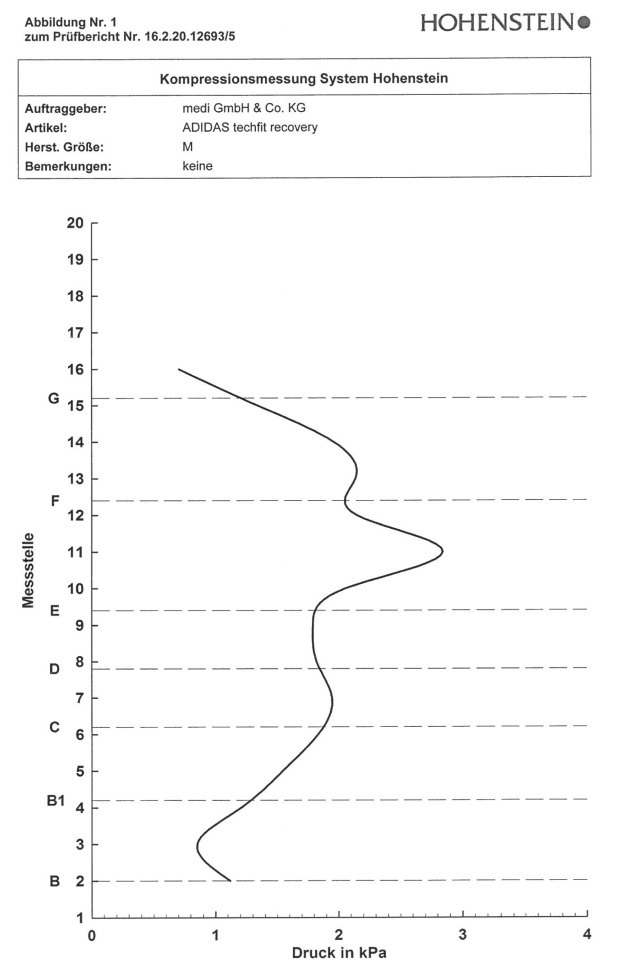 Abbildung Nr. 1
zum Prüfbericht Nr. 16.2.20.12693/5
HOHENSTEIN
Kompressionsmessung System Hohenstein
Auftraggeber: medi GmbH & Co. KG
Artikel: ADIDAS techfit recovery
Herst. Größe: M
Bemerkungen: keine
20
19
18
17
16
G
15
14
13
F
12
11
10
E
9
8
D
7
C
6
5
B1
4
3
B 2
1
Messstelle
0 1 2 3 4
Druck in kPa